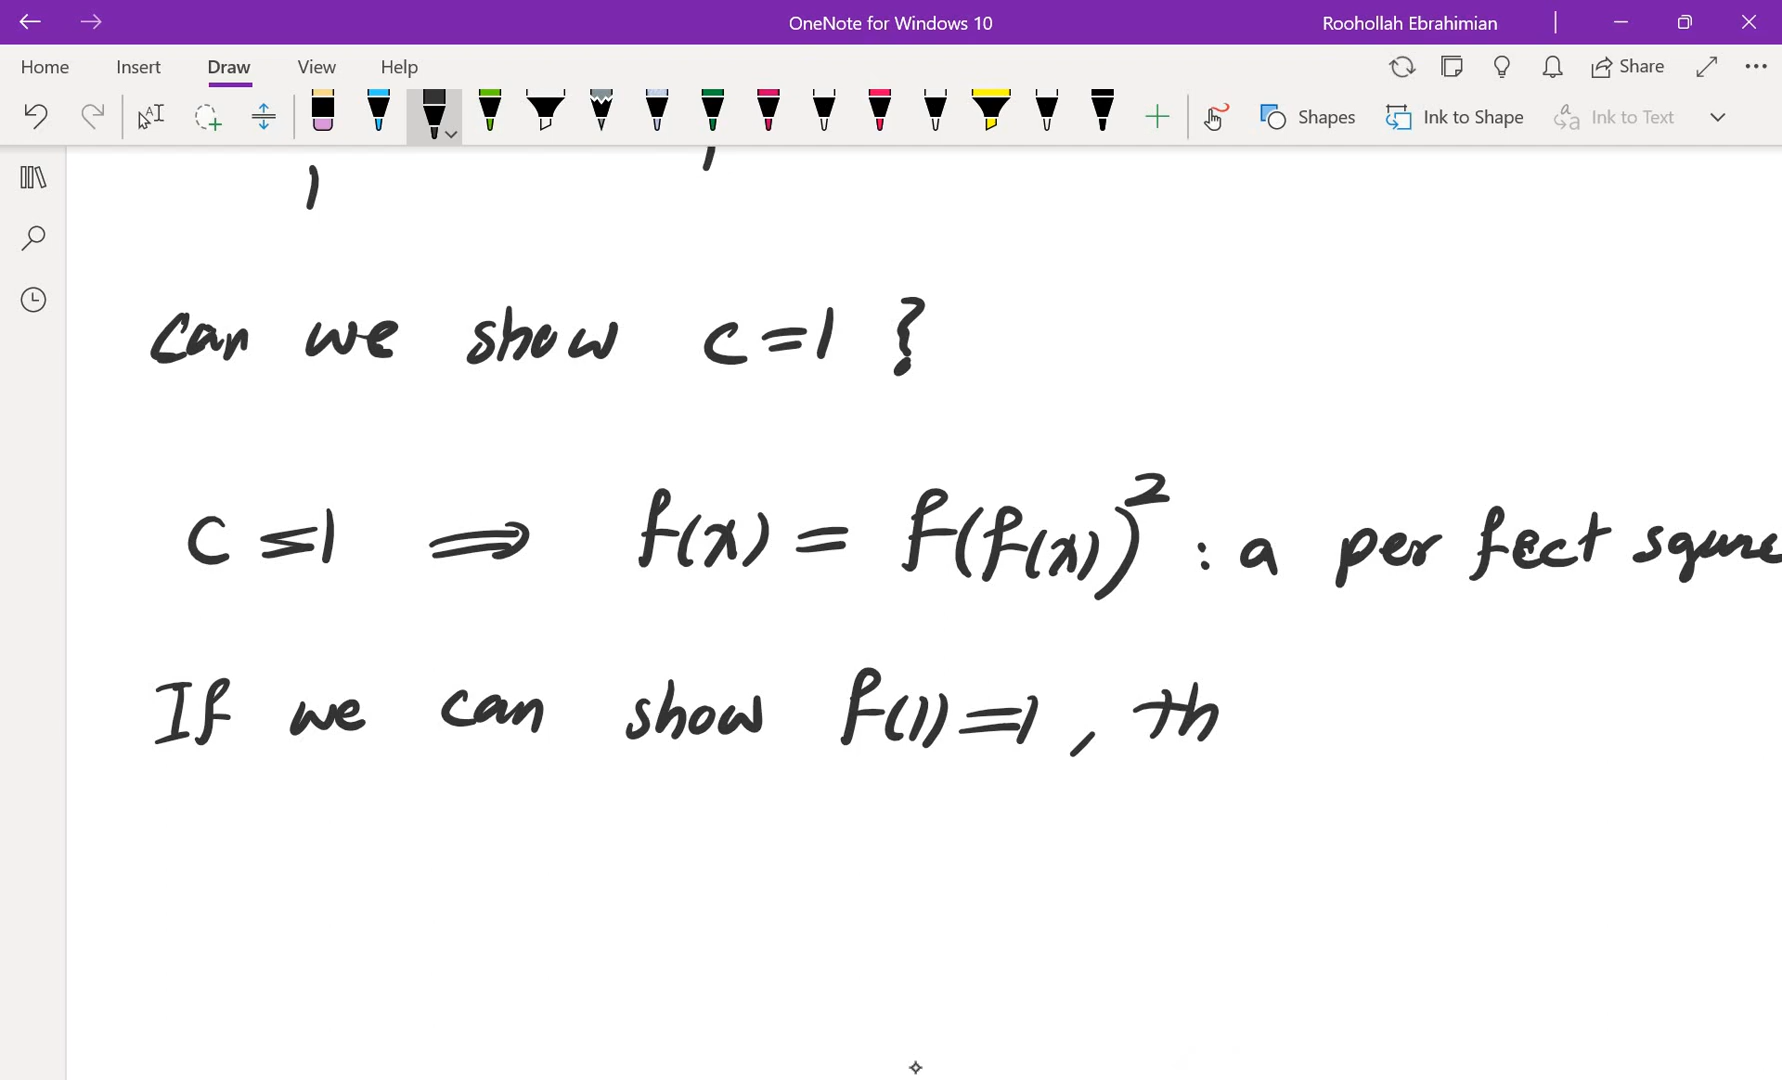 OneNote for Windows 10
Roohollah Ebrahimian
Home Insert Draw View Help
Share
Shapes Ink to Shape Ink to Text
can we show c=1 ?
c=1 ⟹ f(x) = f(f(x))² : a perfect square
If we can show f(1)=1, th